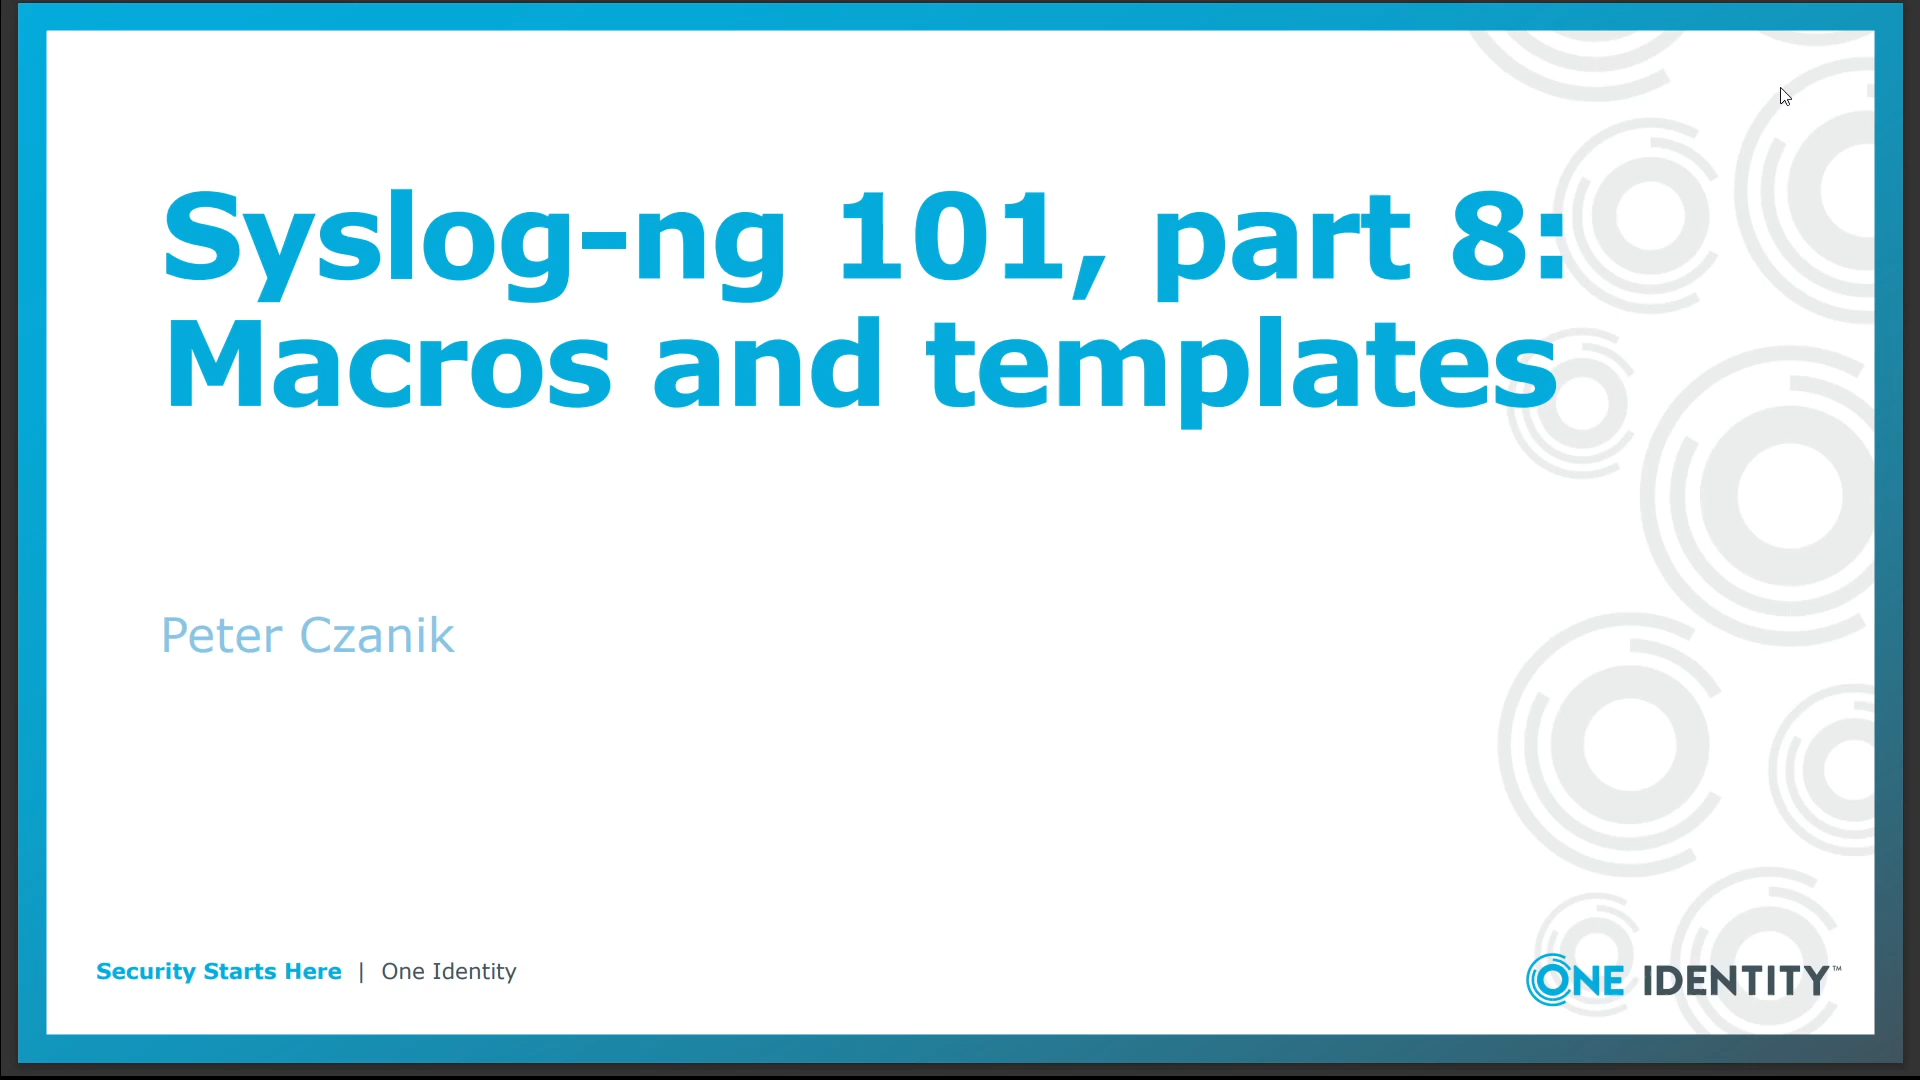 Syslog-ng 101, part 8:
Macros and templates
Peter Czanik
Security Starts Here | One Identity
ONE IDENTITY™